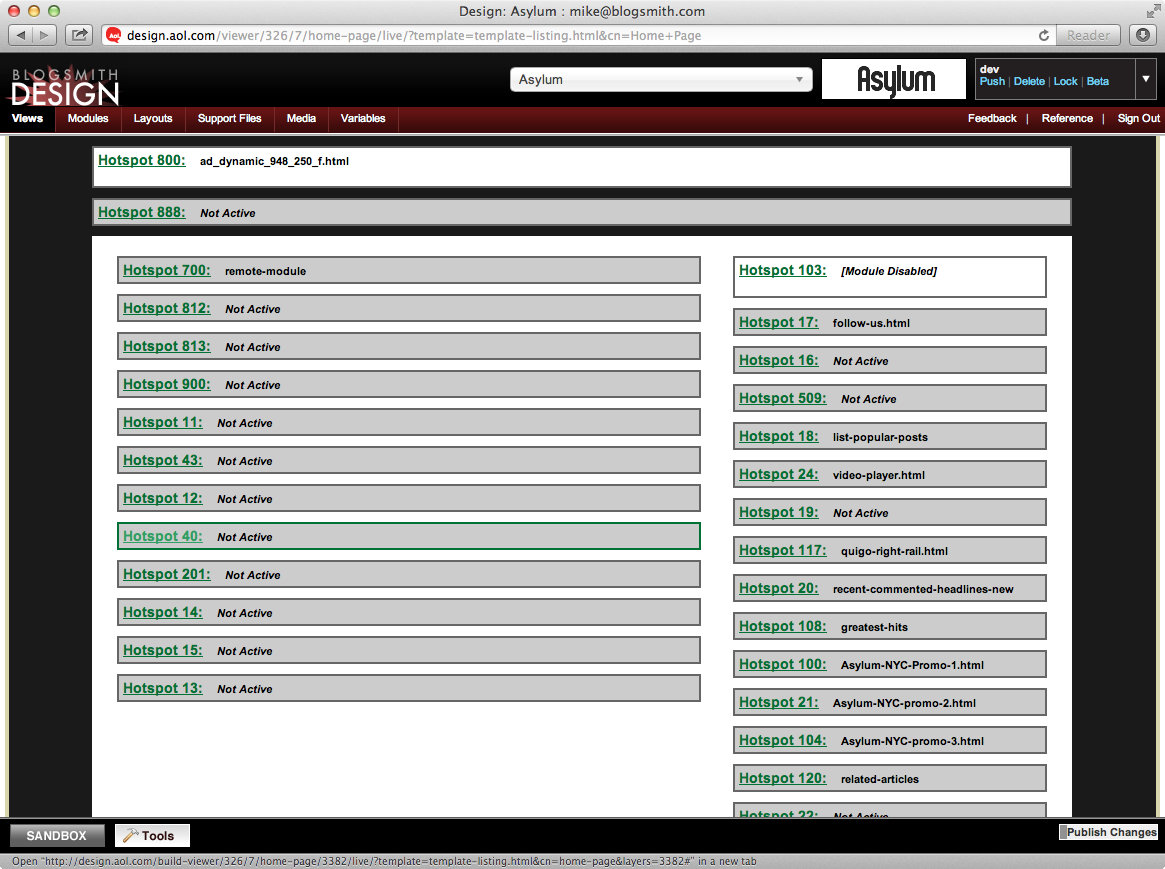 Design: Asylum : mike@blogsmith.com
design.aol.com/viewer/326/7/home-page/live/?template=template-listing.html&cn=Home+Page
Reader
Aol
BLOGSMITH
DESIGN
Asylum
Asylum
dev
Push | Delete | Lock | Beta
Views Modules Layouts Support Files Media Variables
Feedback | Reference | Sign Out
Hotspot 800: ad_dynamic_948_250_f.html
Hotspot 888: Not Active
Hotspot 700: remote-module
Hotspot 812: Not Active
Hotspot 813: Not Active
Hotspot 900: Not Active
Hotspot 11: Not Active
Hotspot 43: Not Active
Hotspot 12: Not Active
Hotspot 40: Not Active
Hotspot 201: Not Active
Hotspot 14: Not Active
Hotspot 15: Not Active
Hotspot 13: Not Active
Hotspot 103: [Module Disabled]
Hotspot 17: follow-us.html
Hotspot 16: Not Active
Hotspot 509: Not Active
Hotspot 18: list-popular-posts
Hotspot 24: video-player.html
Hotspot 19: Not Active
Hotspot 117: quigo-right-rail.html
Hotspot 20: recent-commented-headlines-new
Hotspot 108: greatest-hits
Hotspot 100: Asylum-NYC-Promo-1.html
Hotspot 21: Asylum-NYC-promo-2.html
Hotspot 104: Asylum-NYC-promo-3.html
Hotspot 120: related-articles
Hotspot 22: Not Active
SANDBOX
Tools
Publish Changes
Open "http://design.aol.com/build-viewer/326/7/home-page/3382/live/?template=template-listing.html&cn=home-page&layers=3382#" in a new tab